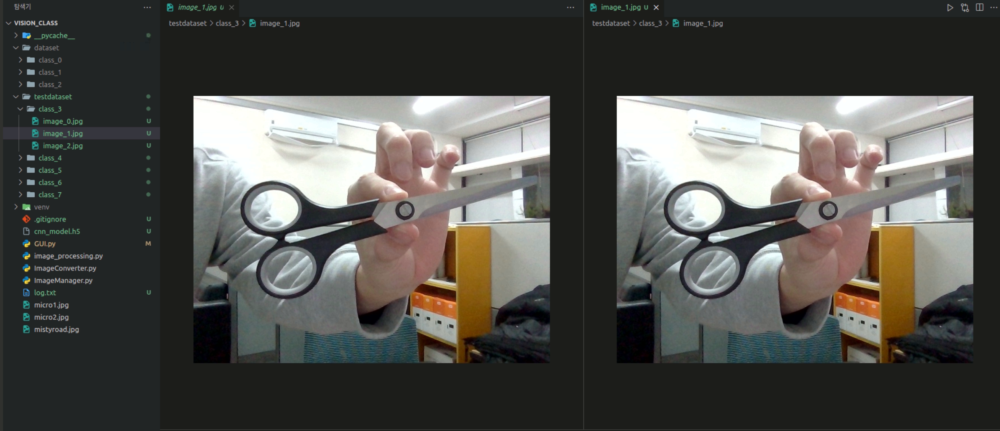 탐색기
VISION_CLASS
__pycache__
dataset
class_0
class_1
class_2
testdataset
class_3
image_0.jpg U
image_1.jpg U
image_2.jpg U
class_4
class_5
class_6
class_7
venv
.gitignore U
cnn_model.h5 U
GUI.py M
image_processing.py
ImageConverter.py
ImageManager.py
log.txt U
micro1.jpg
micro2.jpg
mistyroad.jpg
image_1.jpg U
testdataset > class_3 > image_1.jpg
image_1.jpg U
testdataset > class_3 > image_1.jpg